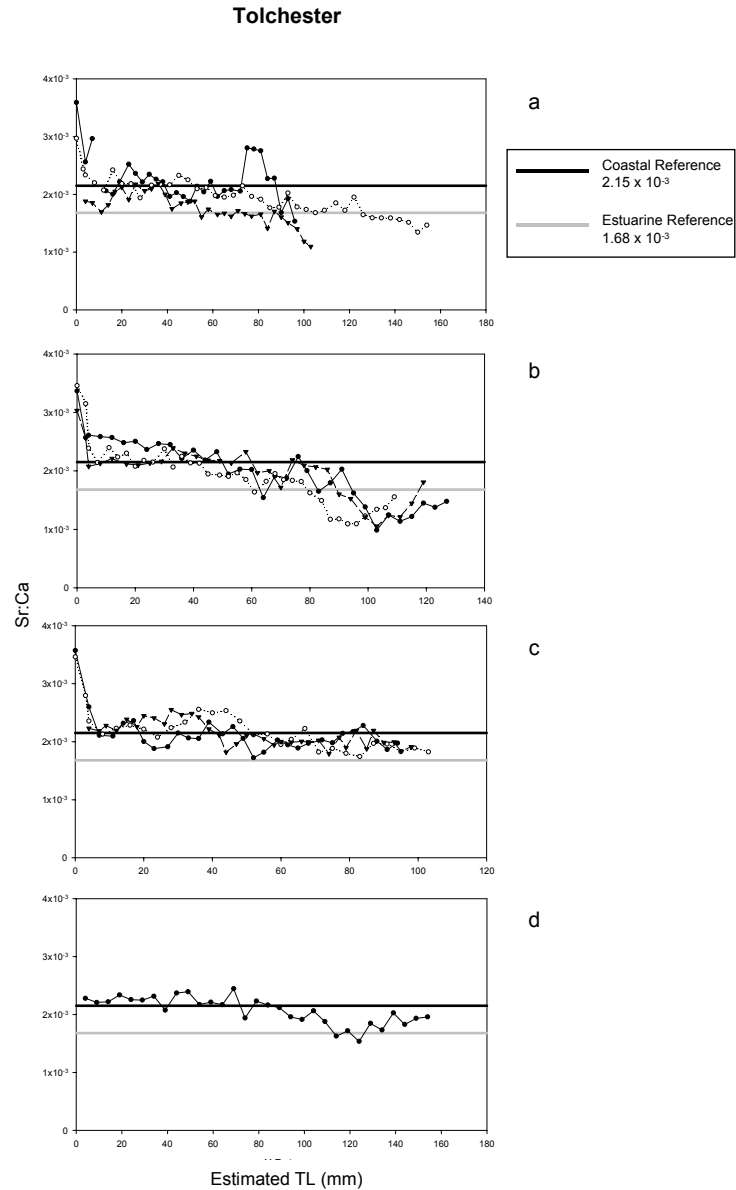 Tolchester
4x10-3
3x10-3
2x10-3
1x10-3
0
0 20 40 60 80 100 120 140 160 180
a
Coastal Reference
2.15 x 10-3
Estuarine Reference
1.68 x 10-3
4x10-3
3x10-3
2x10-3
1x10-3
0
0 20 40 60 80 100 120 140
b
Sr:Ca
4x10-3
3x10-3
2x10-3
1x10-3
0
0 20 40 60 80 100 120
c
4x10-3
3x10-3
2x10-3
1x10-3
0
0 20 40 60 80 100 120 140 160 180
d
Estimated TL (mm)